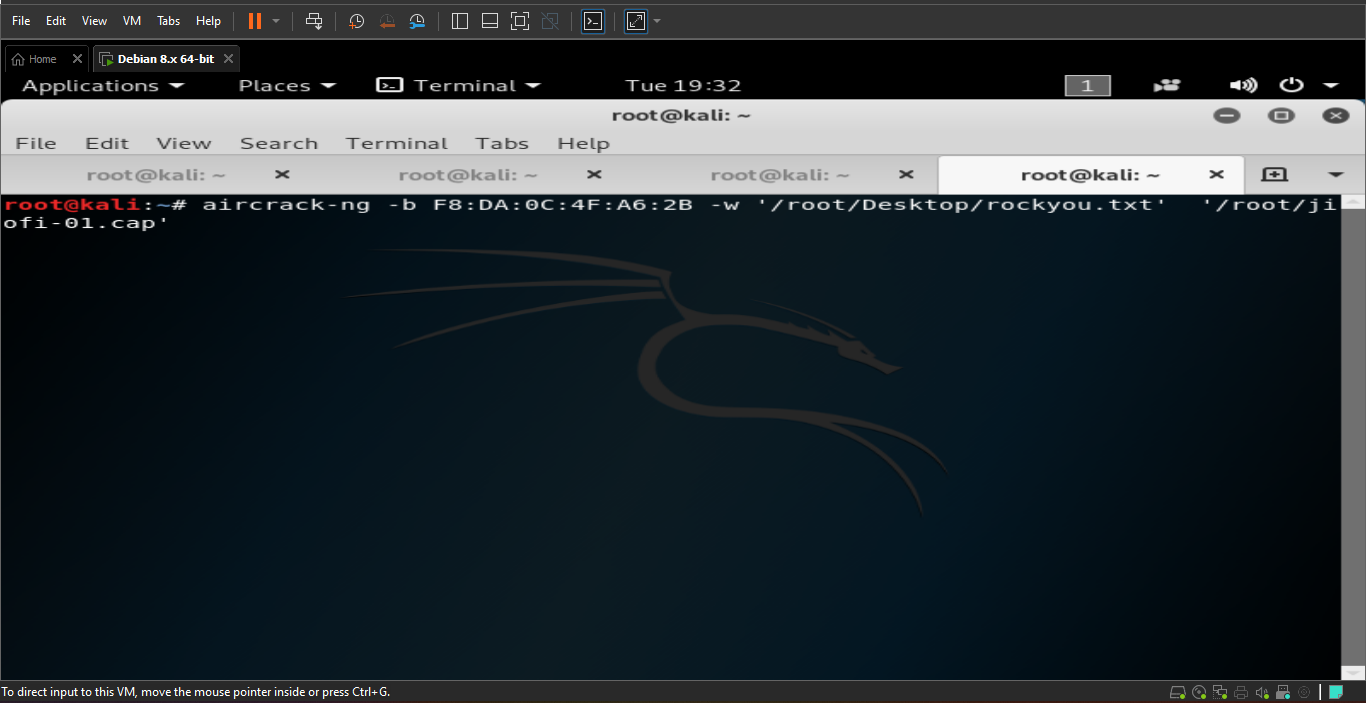 File Edit View VM Tabs Help
Home Debian 8.x 64-bit
Applications Places Terminal Tue 19:32 1
root@kali: ~
File Edit View Search Terminal Tabs Help
root@kali: ~ root@kali: ~ root@kali: ~ root@kali: ~
root@kali:~# aircrack-ng -b F8:DA:0C:4F:A6:2B -w '/root/Desktop/rockyou.txt'  '/root/ji
ofi-01.cap'
To direct input to this VM, move the mouse pointer inside or press Ctrl+G.